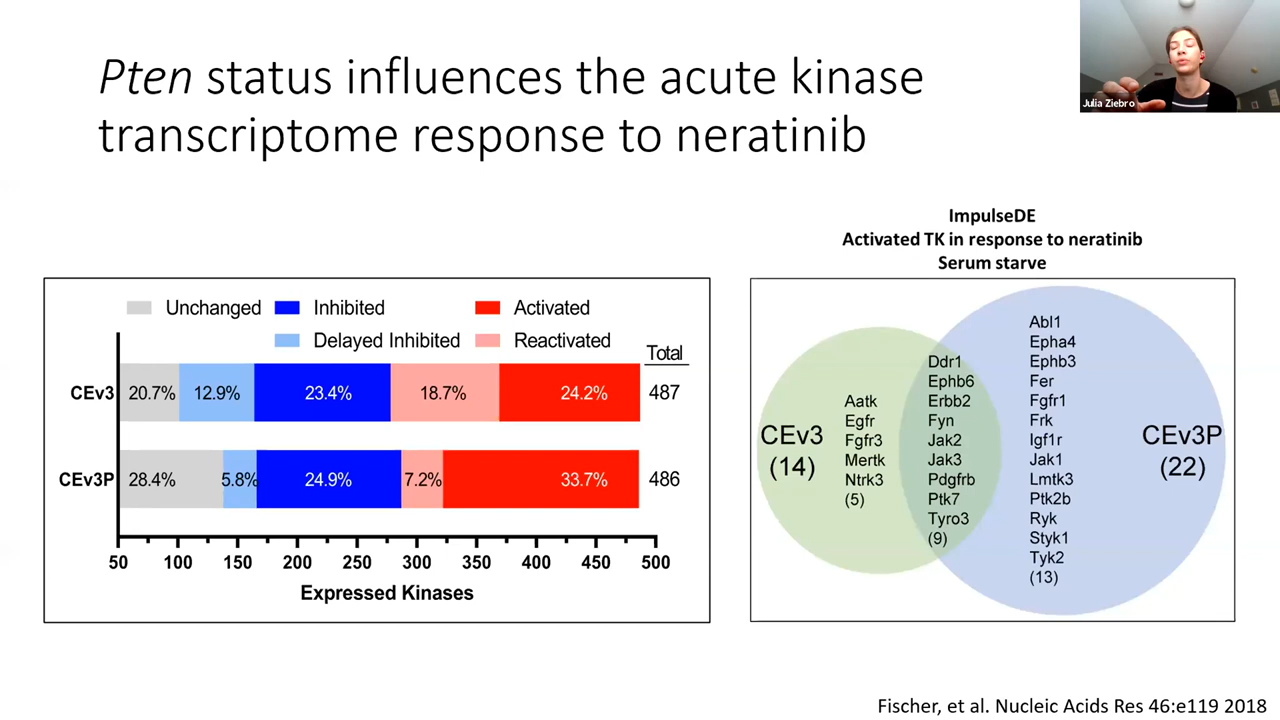 Pten status influences the acute kinase
transcriptome response to neratinib
Julia Ziebro
Unchanged Inhibited Activated
Delayed Inhibited Reactivated
Total
CEv3 20.7% 12.9% 23.4% 18.7% 24.2% 487
CEv3P 28.4% 5.8% 24.9% 7.2% 33.7% 486
50 100 150 200 250 300 350 400 450 500
Expressed Kinases
ImpulseDE
Activated TK in response to neratinib
Serum starve
CEv3
(14)
Aatk
Egfr
Fgfr3
Mertk
Ntrk3
(5)
Ddr1
Ephb6
Erbb2
Fyn
Jak2
Jak3
Pdgfrb
Ptk7
Tyro3
(9)
Abl1
Epha4
Ephb3
Fer
Fgfr1
Frk
Igf1r
Jak1
Lmtk3
Ptk2b
Ryk
Styk1
Tyk2
(13)
CEv3P
(22)
Fischer, et al. Nucleic Acids Res 46:e119 2018